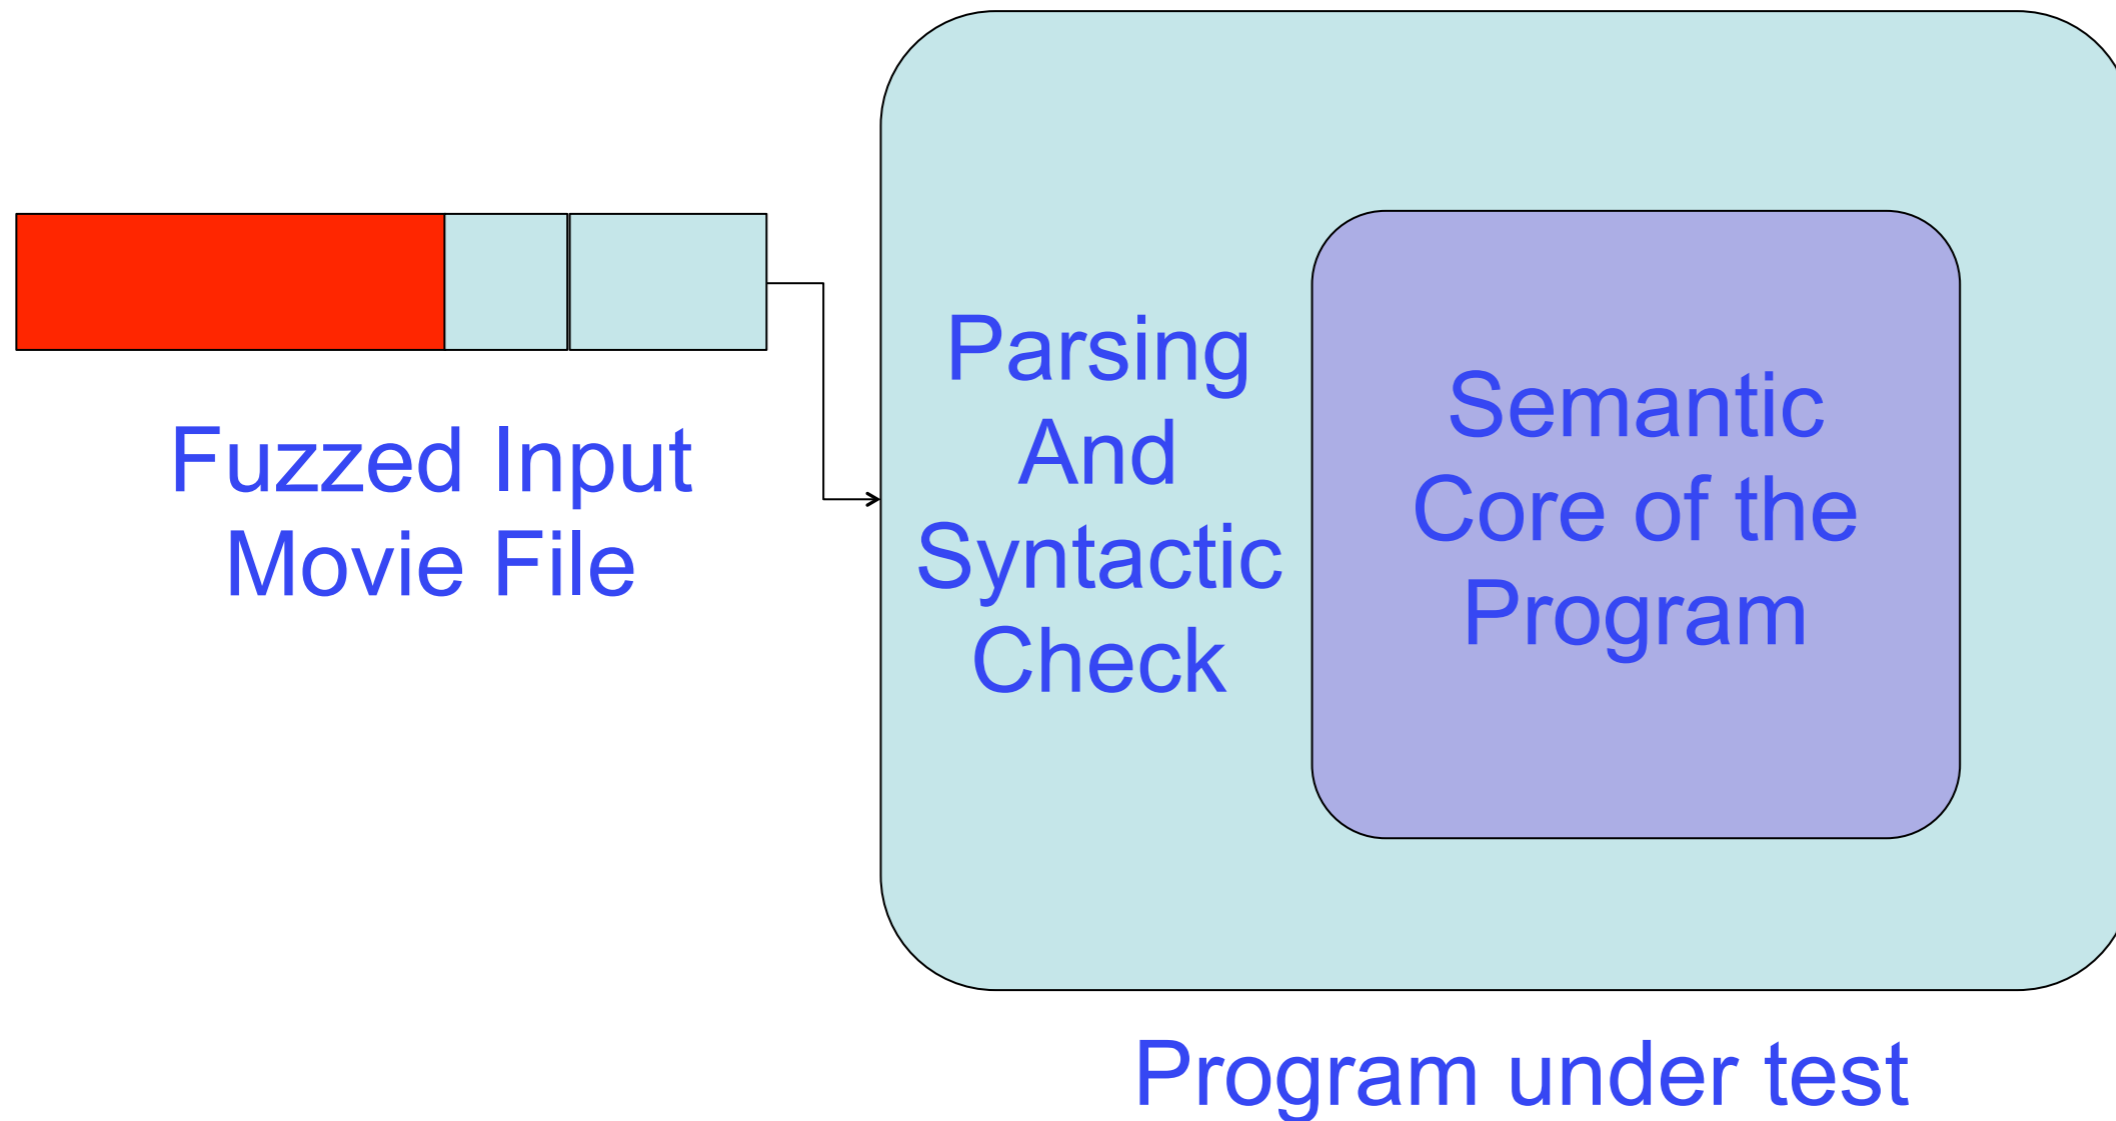 Fuzzed Input
Movie File
Parsing
And
Syntactic
Check
Semantic
Core of the
Program
Program under test